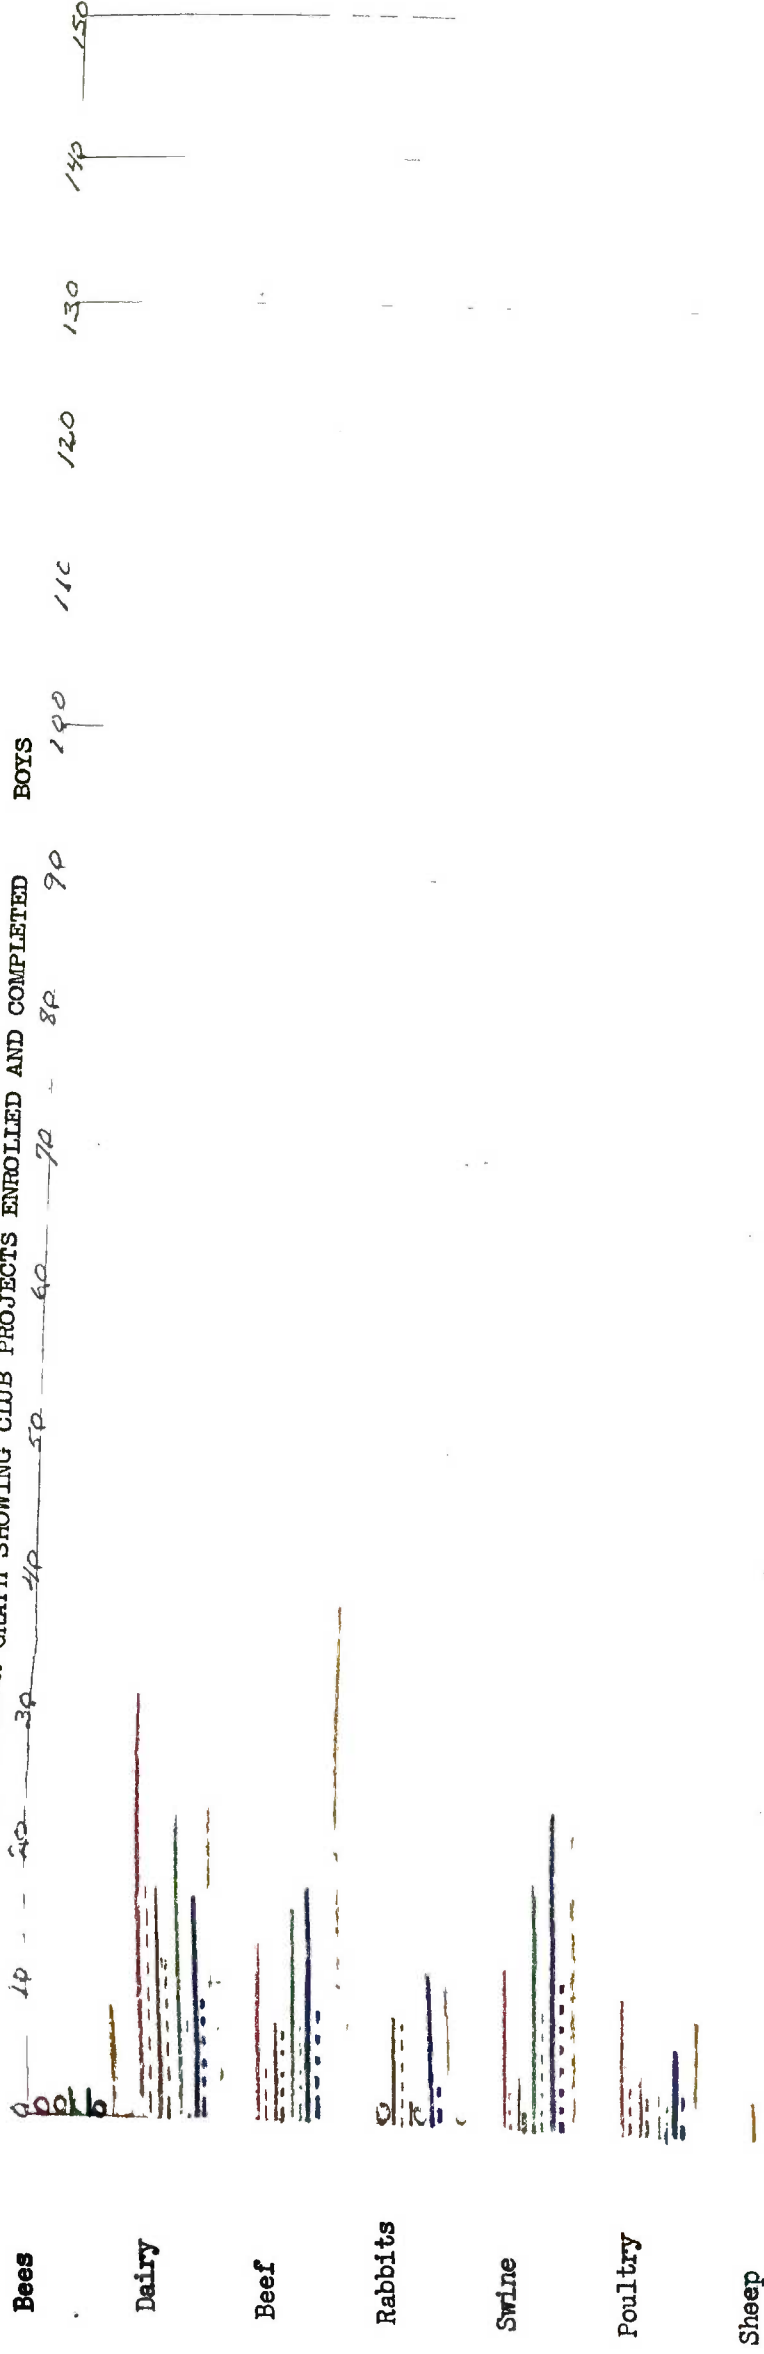 GRAPH SHOWING CLUB PROJECTS ENROLLED AND COMPLETED BOYS
0 10 20 30 40 50 60 70 80 90 100 110 120 130 140 150
Bees
Dairy
Beef
Rabbits
Swine
Poultry
Sheep